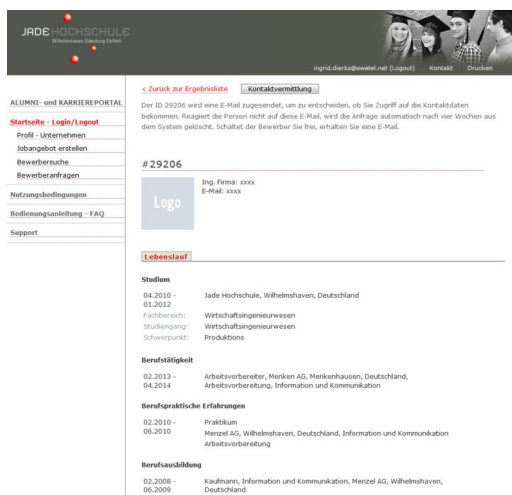 JADE HOCHSCHULE
Wilhelmshaven Oldenburg Elsfleth
ingrid.dierks@ewetel.net (Logout) Kontakt Drucken
ALUMNI- und KARRIEREPORTAL
Startseite - Login/Logout
Profil - Unternehmen
Jobangebot erstellen
Bewerbersuche
Bewerberanfragen
Nutzungsbedingungen
Bedienungsanleitung - FAQ
Support
< Zurück zur Ergebnisliste Kontaktvermittlung
Der ID 29206 wird eine E-Mail zugesendet, um zu entscheiden, ob Sie Zugriff auf die Kontaktdaten
bekommen. Reagiert die Person nicht auf diese E-Mail, wird die Anfrage automatisch nach vier Wochen aus
dem System gelöscht. Schaltet der Bewerber Sie frei, erhalten Sie eine E-Mail.
#29206
Logo
Ing. Firma: xxxx
E-Mail: xxxx
Lebenslauf
Studium
04.2010 - Jade Hochschule, Wilhelmshaven, Deutschland
01.2012
Fachbereich: Wirtschaftsingenieurwesen
Studiengang: Wirtschaftsingenieurwesen
Schwerpunkt: Produktions
Berufstätigkeit
02.2013 - Arbeitsvorbereiter, Menken AG, Menkenhausen, Deutschland,
04.2014 Arbeitsvorbereitung, Information und Kommunikation
Berufspraktische Erfahrungen
02.2010 - Praktikum
06.2010 Menzel AG, Wilhelmshaven, Deutschland, Information und Kommunikation
Arbeitsvorbereitung
Berufsausbildung
02.2008 - Kaufmann, Information und Kommunikation, Menzel AG, Wilhelmshaven,
06.2009 Deutschland